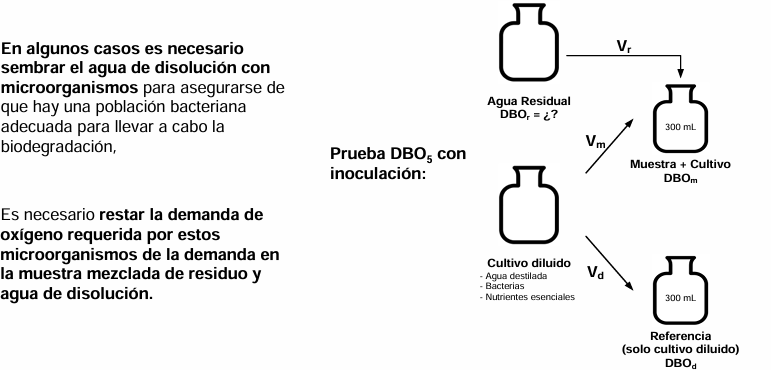 En algunos casos es necesario
sembrar el agua de disolución con
microorganismos para asegurarse de
que hay una población bacteriana
adecuada para llevar a cabo la
biodegradación,
Es necesario restar la demanda de
oxígeno requerida por estos
microorganismos de la demanda en
la muestra mezclada de residuo y
agua de disolución.
Prueba DBO₅ con
inoculación:
Vr
Agua Residual
DBOr = ¿?
300 mL
Vm
Muestra + Cultivo
DBOm
Cultivo diluido
- Agua destilada
- Bacterias
- Nutrientes esenciales
Vd
300 mL
Referencia
(solo cultivo diluido)
DBOd